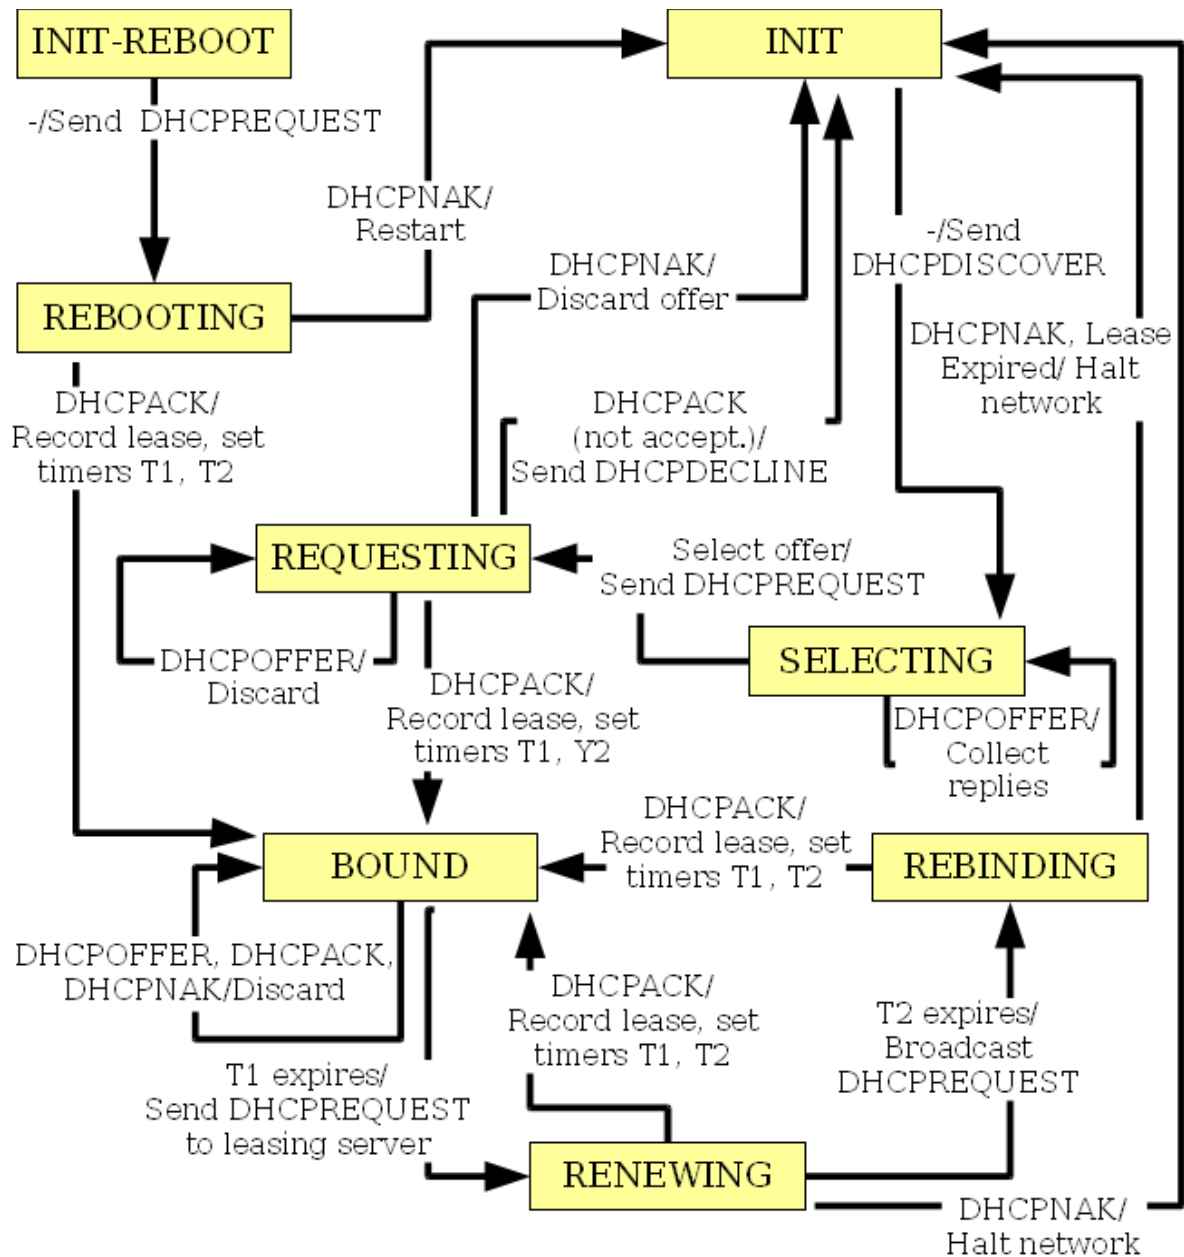 INIT-REBOOT
INIT
-/Send DHCPREQUEST
DHCPNAK/
Restart
-/Send
DHCPDISCOVER
DHCPNAK/
Discard offer
REBOOTING
DHCPNAK, Lease
Expired/ Halt
network
DHCPACK/
Record lease, set
timers T1, T2
DHCPACK
(not accept.)/
Send DHCPDECLINE
REQUESTING
Select offer/
Send DHCPREQUEST
DHCPOFFER/
Discard
SELECTING
DHCPACK/
Record lease, set
timers T1, Y2
DHCPOFFER/
Collect
replies
BOUND
DHCPACK/
Record lease, set
timers T1, T2
REBINDING
DHCPOFFER, DHCPACK,
DHCPNAK/Discard
DHCPACK/
Record lease, set
timers T1, T2
T2 expires/
Broadcast
DHCPREQUEST
T1 expires/
Send DHCPREQUEST
to leasing server
RENEWING
DHCPNAK/
Halt network